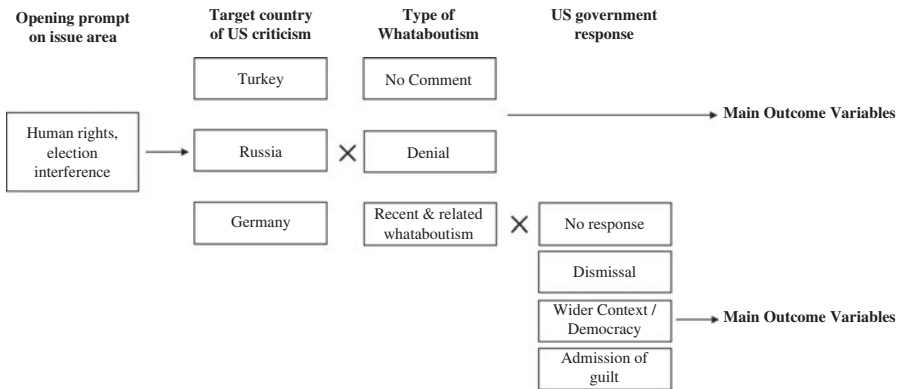 Opening prompt
on issue area
Target country
of US criticism
Type of
Whataboutism
US government
response
Turkey
No Comment
Main Outcome Variables
Human rights,
election
interference
Russia
Denial
Germany
Recent & related
whataboutism
No response
Dismissal
Wider Context /
Democracy
Main Outcome Variables
Admission of
guilt